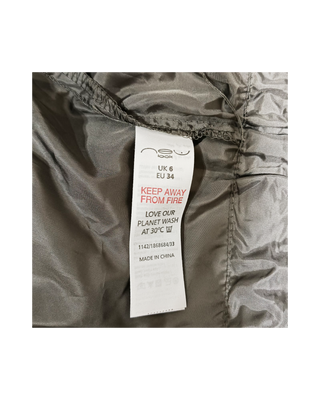 new
look
UK 6
EU 34
KEEP AWAY
FROM FIRE
LOVE OUR
PLANET WASH
AT 30°C
MADE IN CHINA